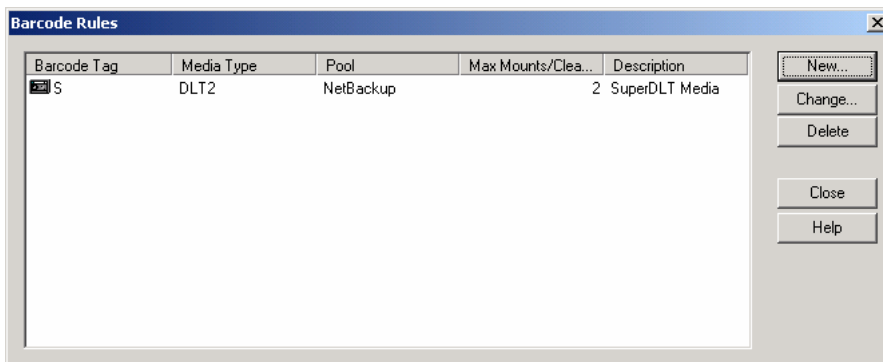 Barcode Rules
Barcode Tag Media Type Pool Max Mounts/Clea... Description
S DLT2 NetBackup 2 SuperDLT Media
New...
Change...
Delete
Close
Help